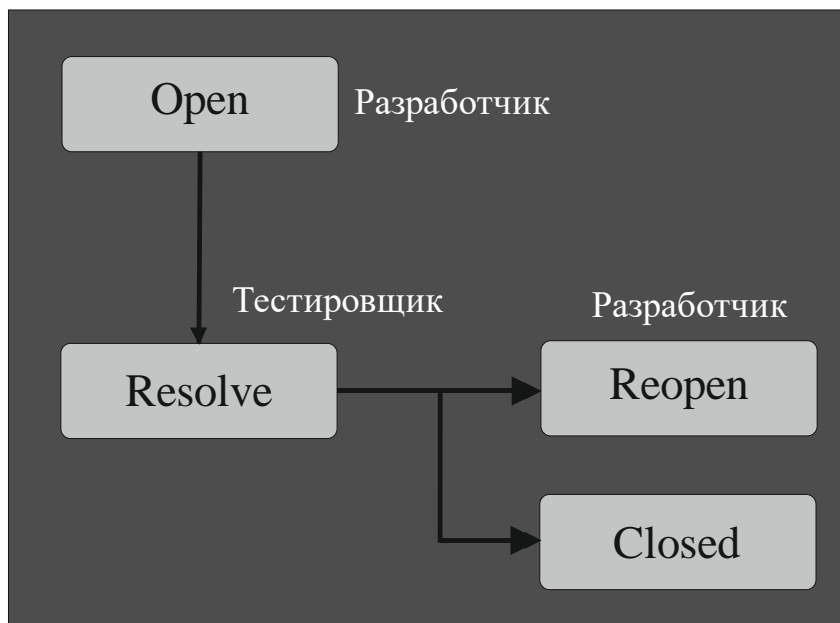 Open
Разработчик
Тестировщик
Разработчик
Resolve
Reopen
Closed